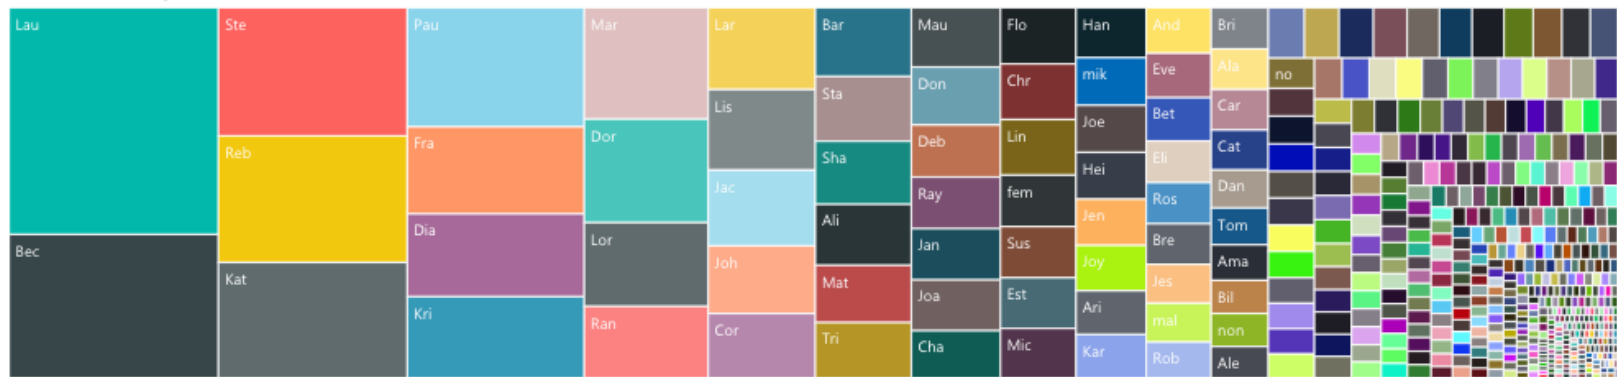 Lau
Bec
Ste
Reb
Kat
Pau
Fra
Dia
Kri
Mar
Dor
Lor
Ran
Lar
Lis
Jac
Joh
Cor
Bar
Sta
Sha
Ali
Mat
Tri
Mau
Don
Deb
Ray
Jan
Joa
Cha
Flo
Chr
Lin
fem
Sus
Est
Mic
Han
mik
Joe
Hei
Jen
Joy
Ari
Kar
And
Eve
Bet
Eli
Ros
Bre
Jes
mal
Rob
Bri
Ala
Car
Cat
Dan
Tom
Ama
Bil
non
Ale
no